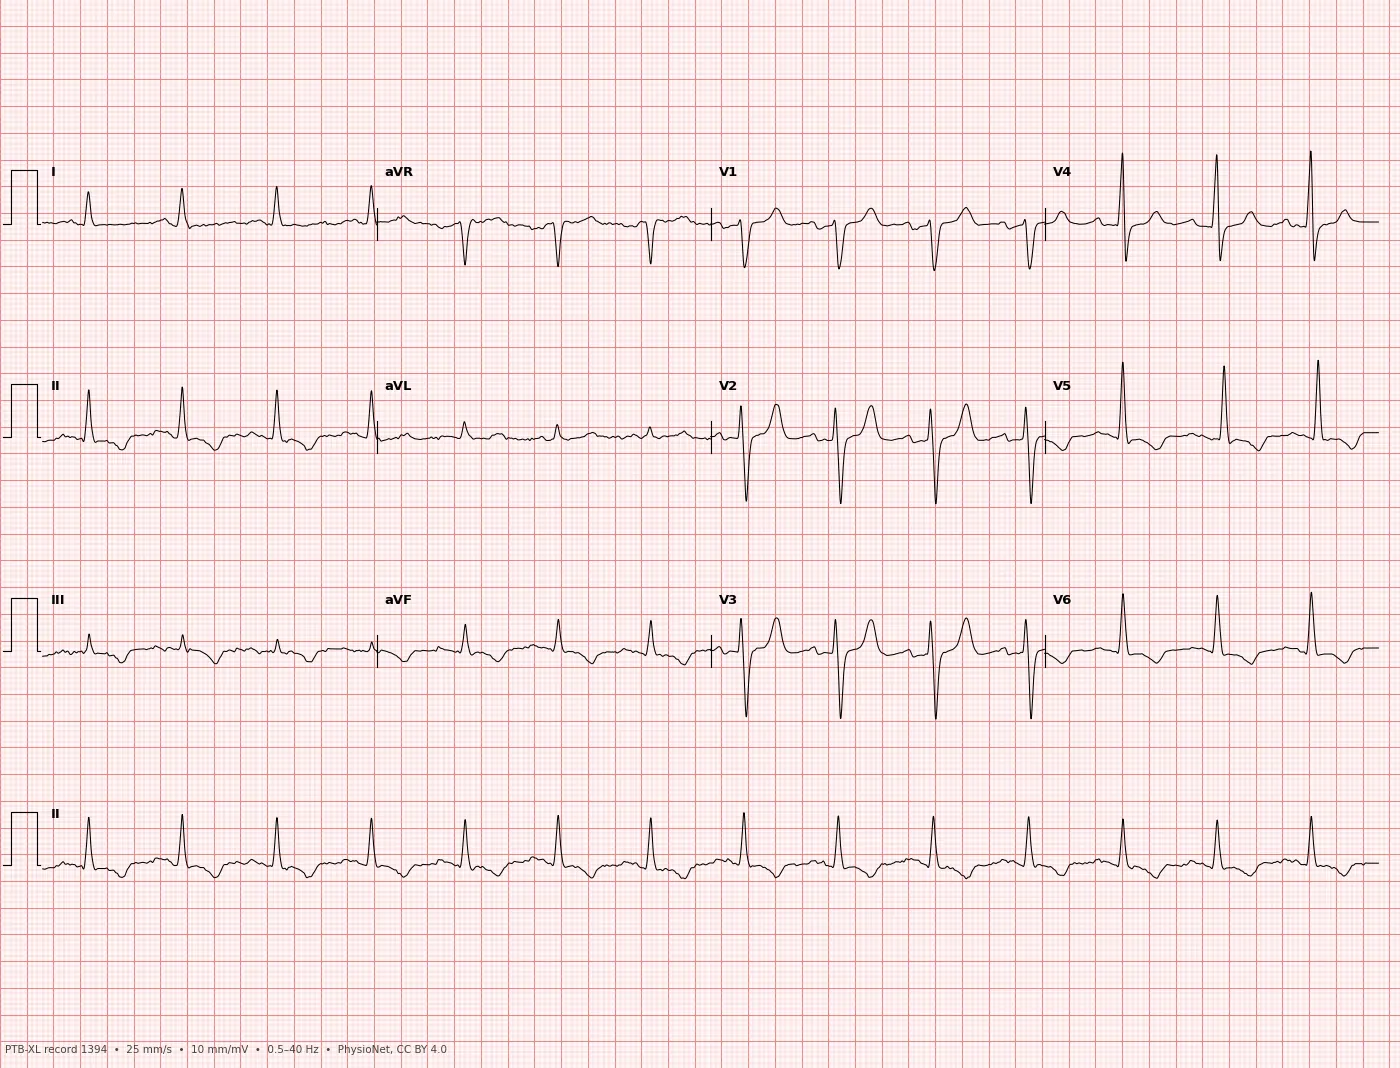 I aVR V1 V4
II aVL V2 V5
III aVF V3 V6
II
PTB-XL record 1394 • 25 mm/s • 10 mm/mV • 0.5–40 Hz • PhysioNet, CC BY 4.0